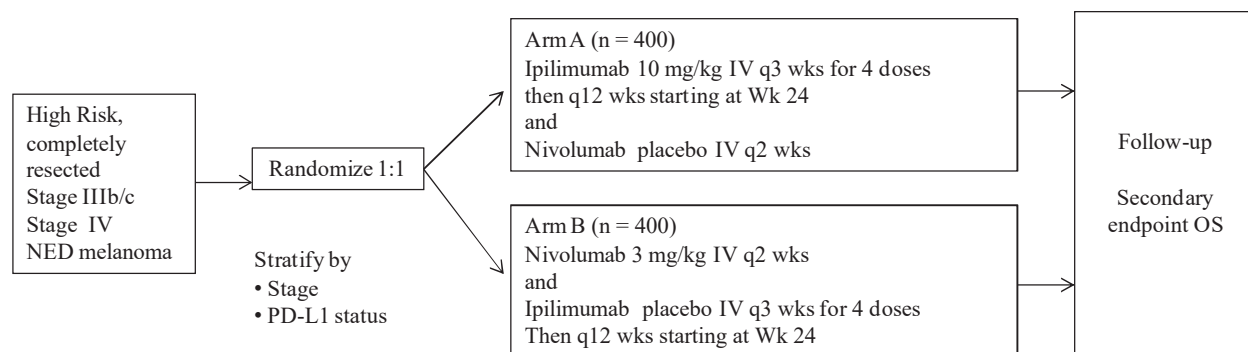 High Risk,
completely
resected
Stage IIIb/c
Stage IV
NED melanoma
Randomize 1:1
Stratify by
• Stage
• PD-L1 status
Arm A (n = 400)
Ipilimumab 10 mg/kg IV q3 wks for 4 doses
then q12 wks starting at Wk 24
and
Nivolumab placebo IV q2 wks
Arm B (n = 400)
Nivolumab 3 mg/kg IV q2 wks
and
Ipilimumab placebo IV q3 wks for 4 doses
Then q12 wks starting at Wk 24
Follow-up
Secondary
endpoint OS